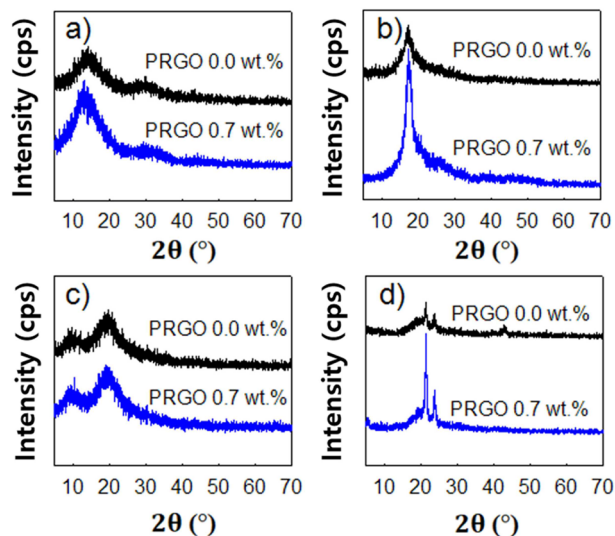 a)
PRGO 0.0 wt.%
PRGO 0.7 wt.%
Intensity (cps)
10 20 30 40 50 60 70
2θ (°)
b)
PRGO 0.0 wt.%
PRGO 0.7 wt.%
Intensity (cps)
10 20 30 40 50 60 70
2θ (°)
c)
PRGO 0.0 wt.%
PRGO 0.7 wt.%
Intensity (cps)
10 20 30 40 50 60 70
2θ (°)
d)
PRGO 0.0 wt.%
PRGO 0.7 wt.%
Intensity (cps)
10 20 30 40 50 60 70
2θ (°)